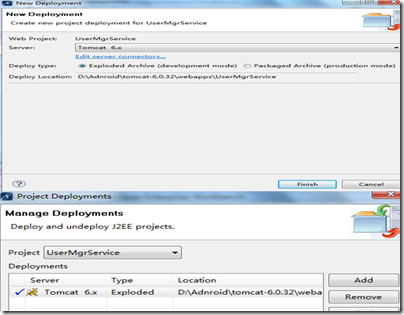 New Deployment
New Deployment
Create new project deployment for UserMgrService
Web Project: UserMgrService
Server: Tomcat 6.x
Edit server connectors...
Deploy type: Exploded Archive (development mode) Packaged Archive (production mode)
Deploy Location: D:\Adnroid\tomcat-6.0.32\webapps\UserMgrService
Finish Cancel
Project Deployments
Manage Deployments
Deploy and undeploy J2EE projects.
Project UserMgrService
Deployments
Server Type Location Add
Tomcat 6.x Exploded D:\Adnroid\tomcat-6.0.32\weba Remove